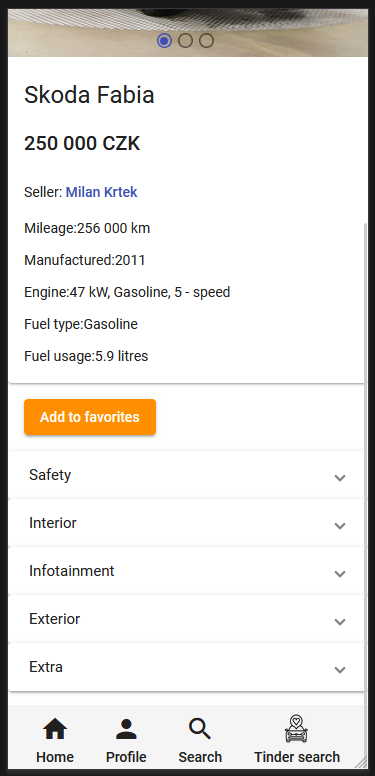 Skoda Fabia
250 000 CZK
Seller: Milan Krtek
Mileage:256 000 km
Manufactured:2011
Engine:47 kW, Gasoline, 5 - speed
Fuel type:Gasoline
Fuel usage:5.9 litres
Add to favorites
Safety
Interior
Infotainment
Exterior
Extra
Home Profile Search Tinder search